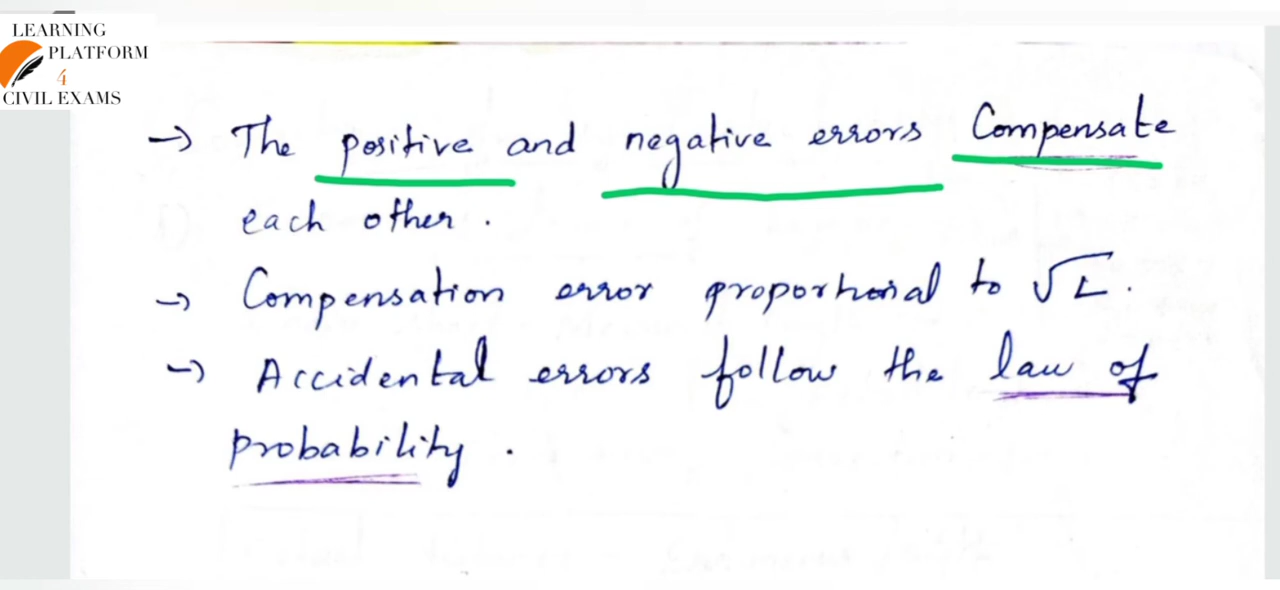 LEARNING
PLATFORM
4
CIVIL EXAMS
→ The positive and negative errors Compensate
each other.
→ Compensation error proportional to √L.
→ Accidental errors follow the law of
probability.